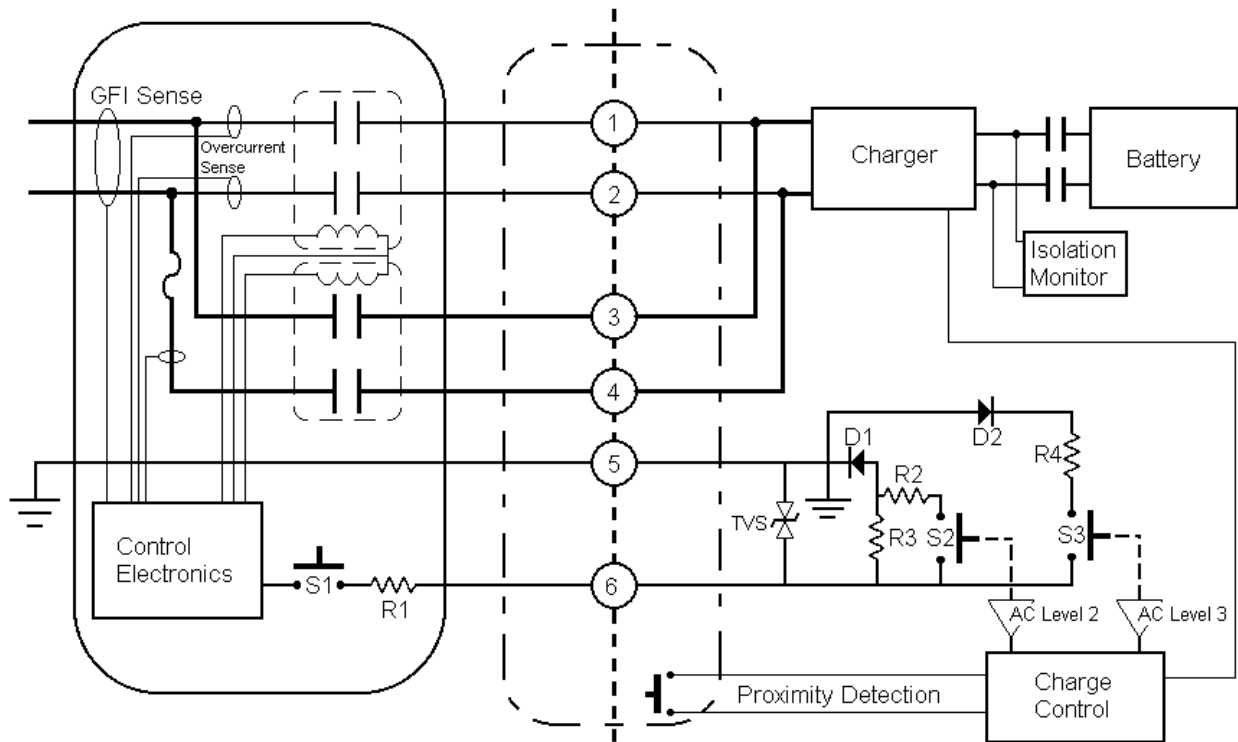 GFI Sense
Overcurrent
Sense
1
Charger
Battery
2
Isolation
Monitor
3
4
D1
D2
R4
5
R2
TVS
R3
S2
S3
Control
Electronics
S1
R1
6
AC Level 2
AC Level 3
Proximity Detection
Charge
Control